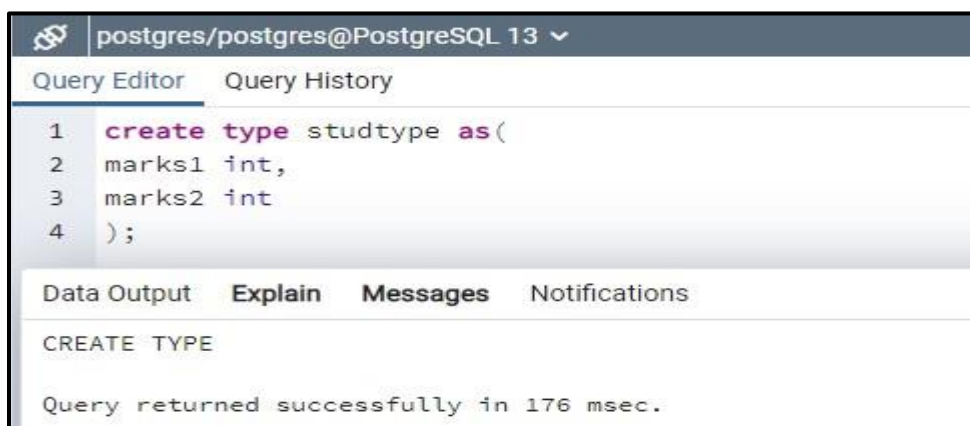 postgres/postgres@PostgreSQL 13
Query Editor Query History
1 create type studtype as(
2 marks1 int,
3 marks2 int
4 );
Data Output Explain Messages Notifications
CREATE TYPE
Query returned successfully in 176 msec.